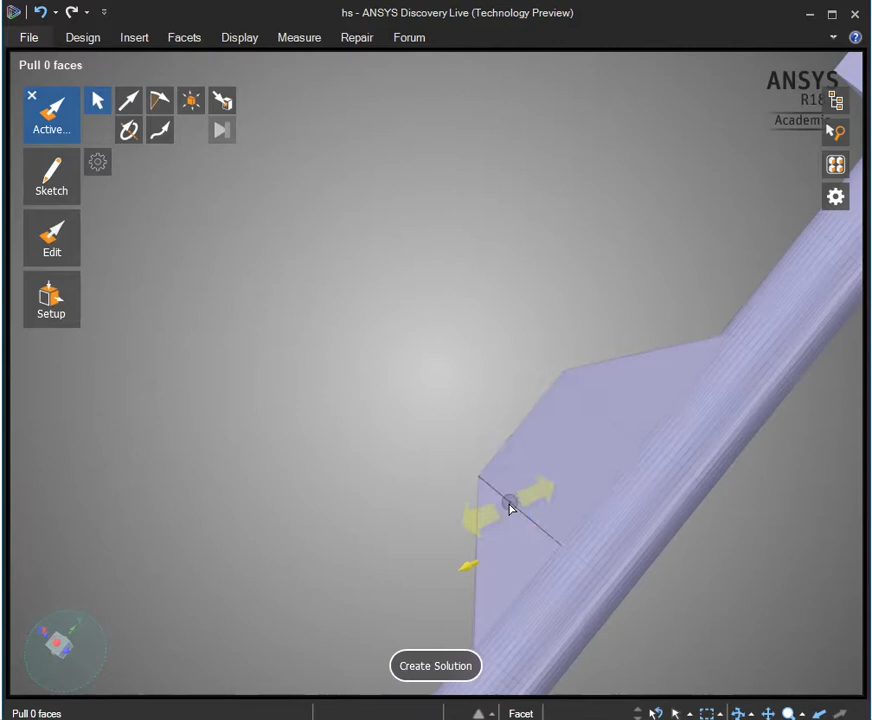 hs - ANSYS Discovery Live (Technology Preview)
File Design Insert Facets Display Measure Repair Forum
Pull 0 faces
ANSYS
R18
Academic
Active...
Sketch
Edit
Setup
Create Solution
Pull 0 faces
Facet